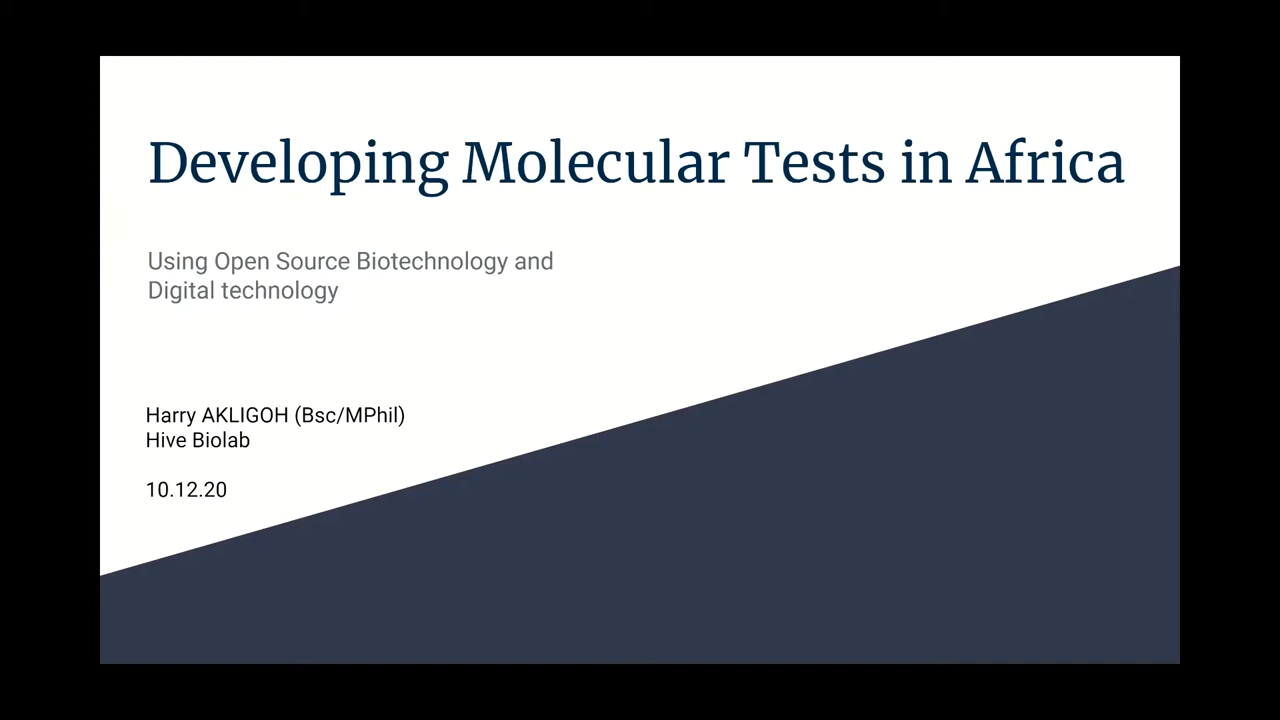 Developing Molecular Tests in Africa
Using Open Source Biotechnology and
Digital technology
Harry AKLIGOH (Bsc/MPhil)
Hive Biolab
10.12.20